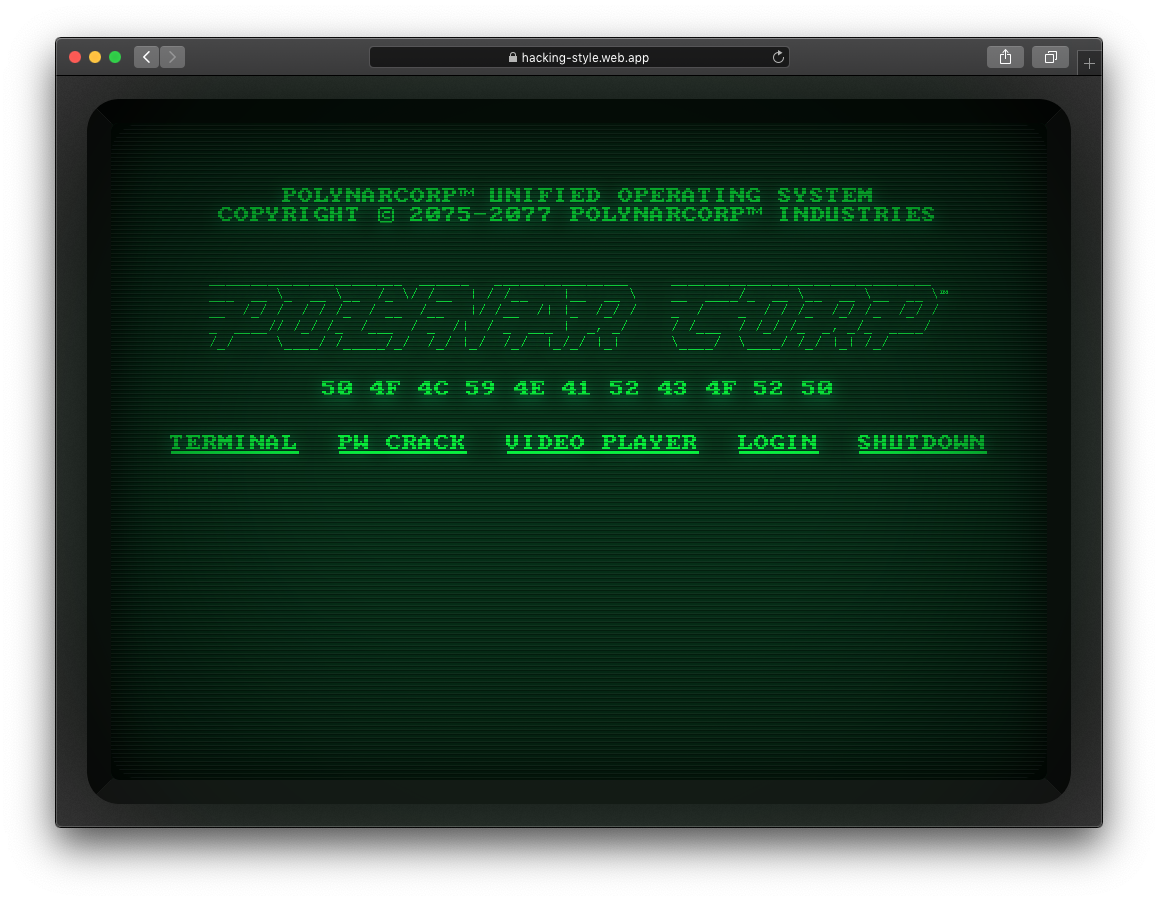 hacking-style.web.app
POLYNARCORP™ UNIFIED OPERATING SYSTEM
COPYRIGHT © 2075-2077 POLYNARCORP™ INDUSTRIES
POLYNAR CORP™
50 4F 4C 59 4E 41 52 43 4F 52 50
TERMINAL PW CRACK VIDEO PLAYER LOGIN SHUTDOWN